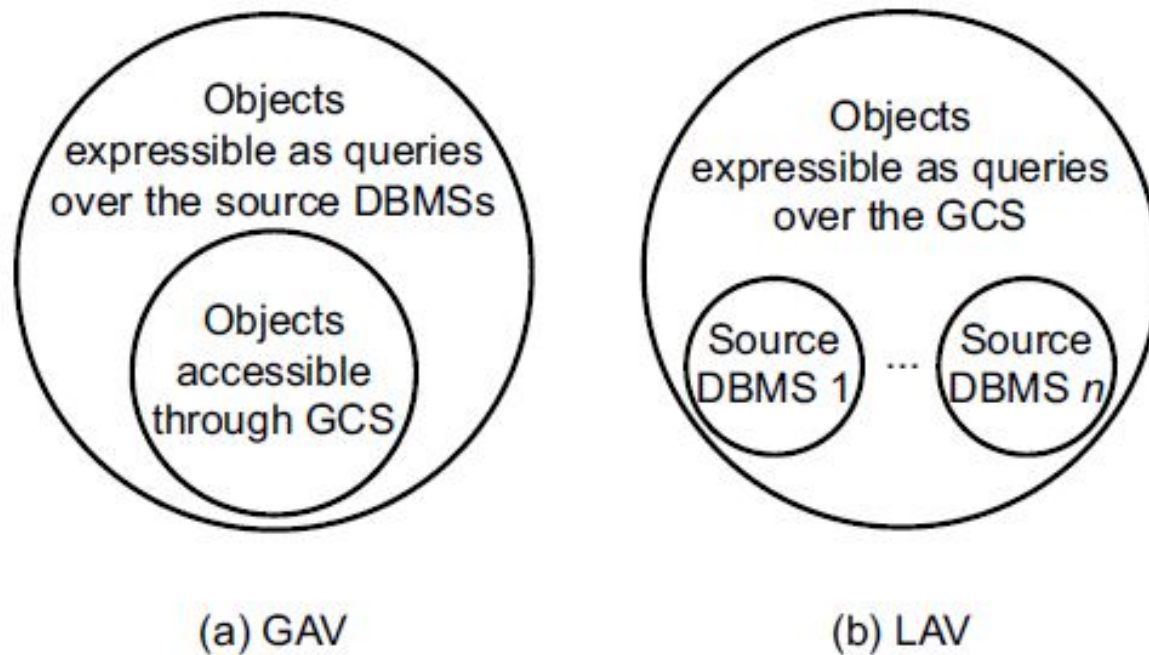 Objects
expressible as queries
over the source DBMSs
Objects
accessible
through GCS
(a) GAV
Objects
expressible as queries
over the GCS
Source
DBMS 1
...
Source
DBMS n
(b) LAV